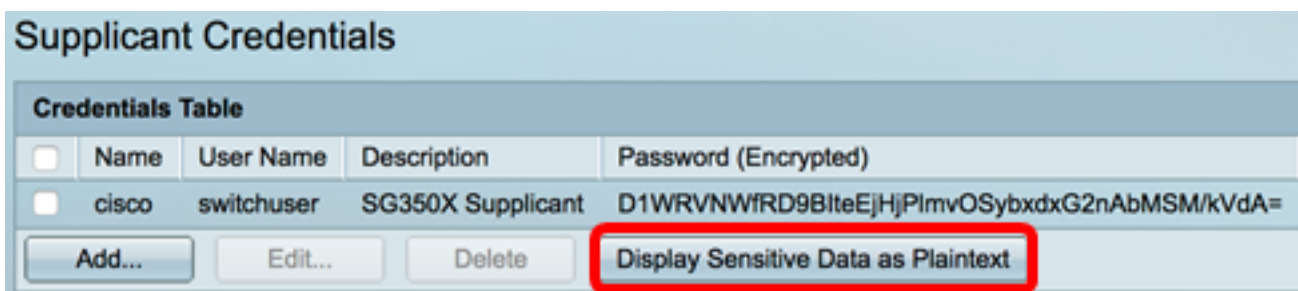 Supplicant Credentials
Credentials Table
Name User Name Description Password (Encrypted)
cisco switchuser SG350X Supplicant D1WRVNWfRD9BIteEjHjPlmvOSybxdxG2nAbMSM/kVdA=
Add... Edit... Delete Display Sensitive Data as Plaintext